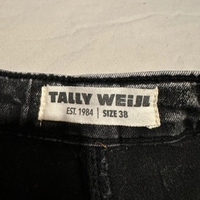 TALLY WEiJL
EST. 1984 | SIZE 38